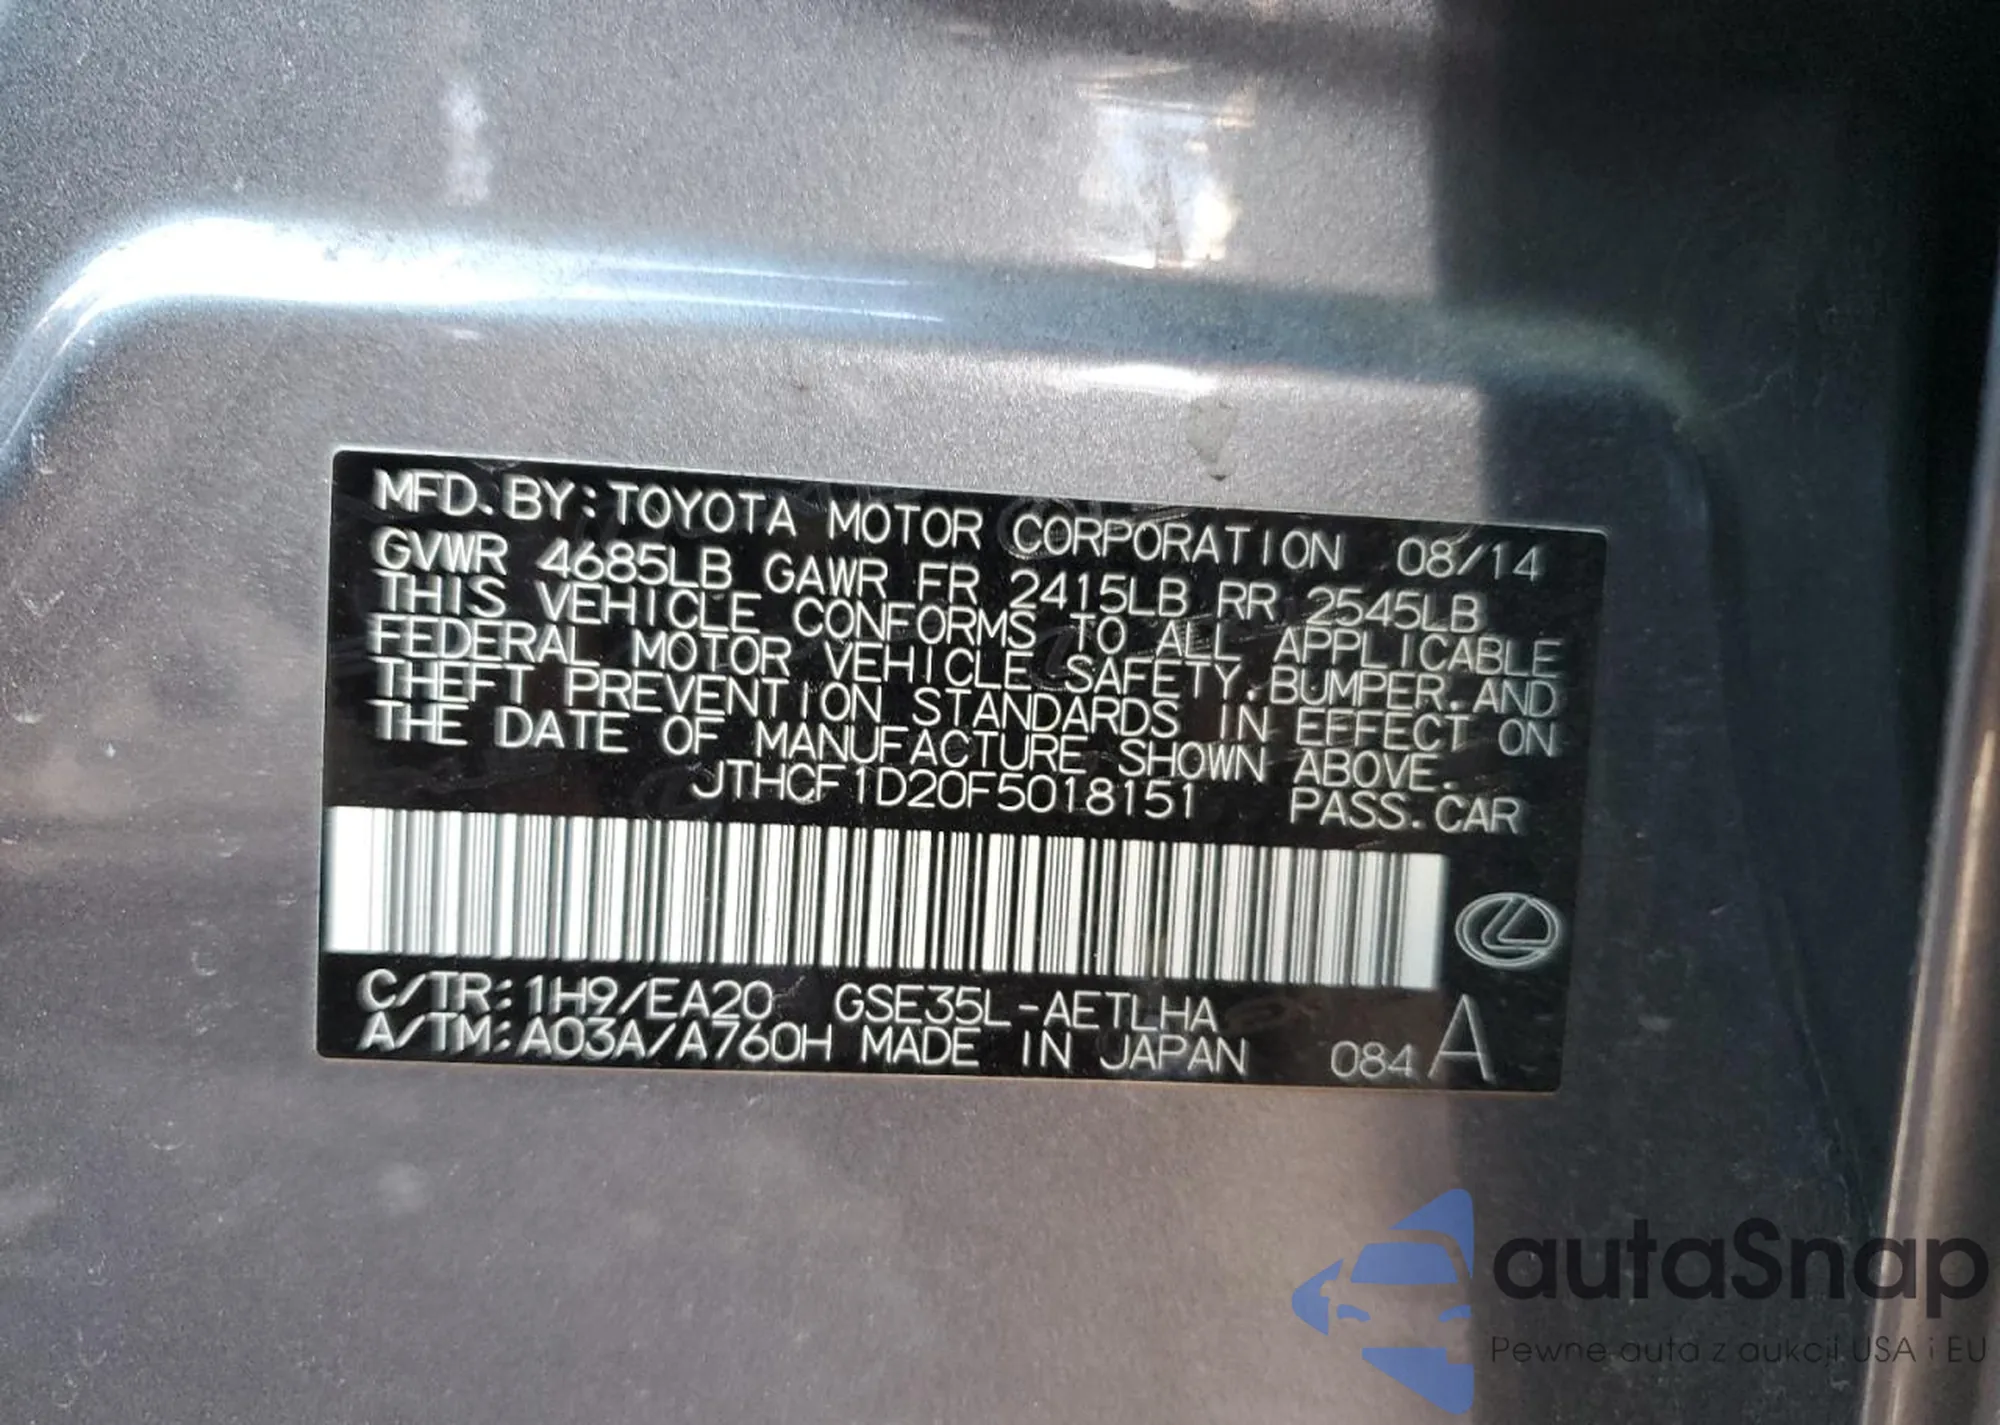 MFD. BY: TOYOTA MOTOR CORPORATION 08/14
GVWR 4685LB GAWR FR 2415LB RR 2545LB
THIS VEHICLE CONFORMS TO ALL APPLICABLE
FEDERAL MOTOR VEHICLE SAFETY, BUMPER, AND
THEFT PREVENTION STANDARDS IN EFFECT ON
THE DATE OF MANUFACTURE SHOWN ABOVE.
JTHCF1D20F5018151 PASS. CAR
C/TR: 1H9/EA20 GSE35L-AETLHA
A/TM: A03A/A760H MADE IN JAPAN 084 A
autaSnap
Pewne auta z aukcji USA i EU